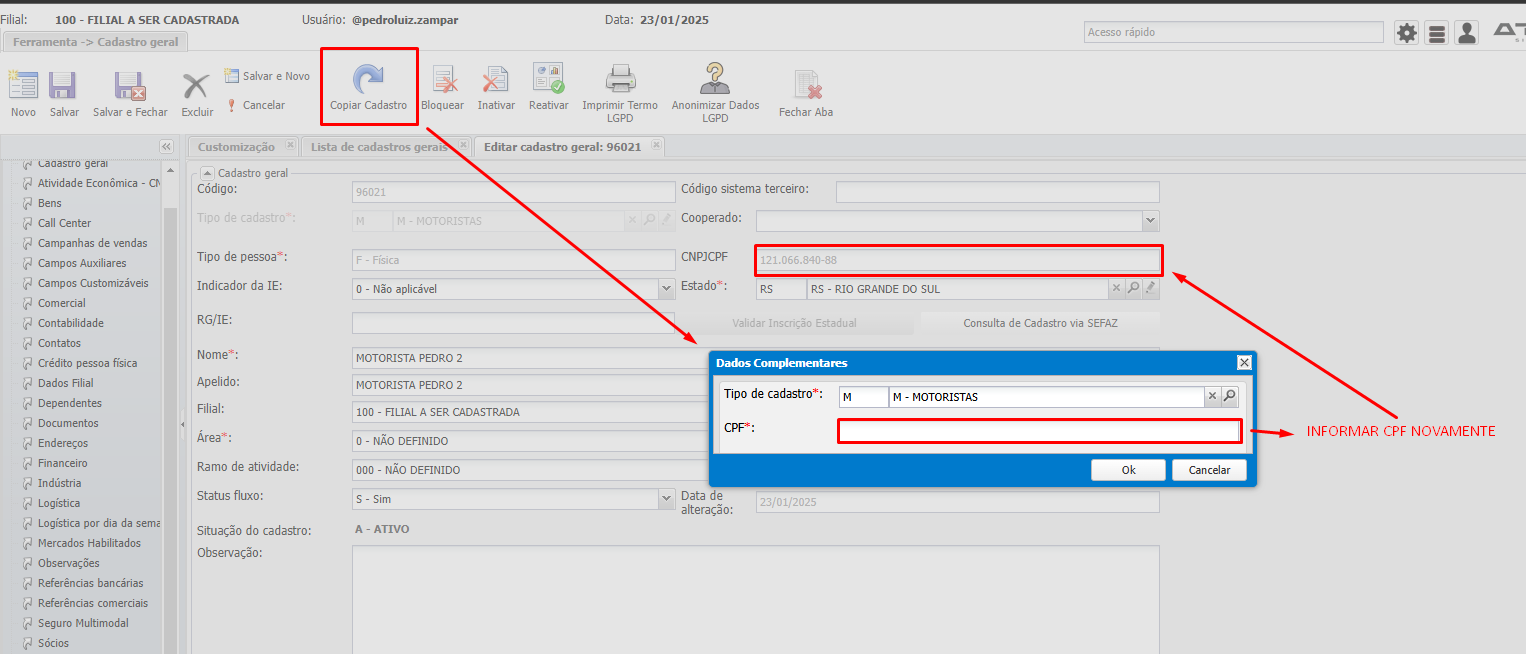 Filial: 100 - FILIAL A SER CADASTRADA Usuário: @pedroluiz.zampar Data: 23/01/2025
Ferramenta -> Cadastro geral
Acesso rápido
Novo
Salvar
Salvar e Fechar
Excluir
Salvar e Novo
Cancelar
Copiar Cadastro
Bloquear
Inativar
Reativar
Imprimir Termo
LGPD
Anonimizar Dados
LGPD
Fechar Aba
Customização
Lista de cadastros gerais
Editar cadastro geral: 96021
Cadastro geral
Atividade Econômica - CN
Bens
Call Center
Campanhas de vendas
Campos Auxiliares
Campos Customizáveis
Comercial
Contabilidade
Contatos
Crédito pessoa física
Dados Filial
Dependentes
Documentos
Endereços
Financeiro
Indústria
Logística
Logística por dia da sema
Mercados Habilitados
Observações
Referências bancárias
Referências comerciais
Seguro Multimodal
Sócios
Cadastro geral
Código: 96021 Código sistema terceiro:
Tipo de cadastro*: M M - MOTORISTAS Cooperado:
Tipo de pessoa*: F - Física CNPJCPF 121.066.840-88
Indicador da IE: 0 - Não aplicável Estado*: RS RS - RIO GRANDE DO SUL
RG/IE: Validar Inscrição Estadual Consulta de Cadastro via SEFAZ
Nome*: MOTORISTA PEDRO 2
Apelido: MOTORISTA PEDRO 2
Filial: 100 - FILIAL A SER CADASTRADA
Área*: 0 - NÃO DEFINIDO
Ramo de atividade: 000 - NÃO DEFINIDO
Status fluxo: S - Sim Data de
alteração: 23/01/2025
Situação do cadastro: A - ATIVO
Observação:
Dados Complementares
Tipo de cadastro*: M M - MOTORISTAS
CPF*:
Ok Cancelar
INFORMAR CPF NOVAMENTE